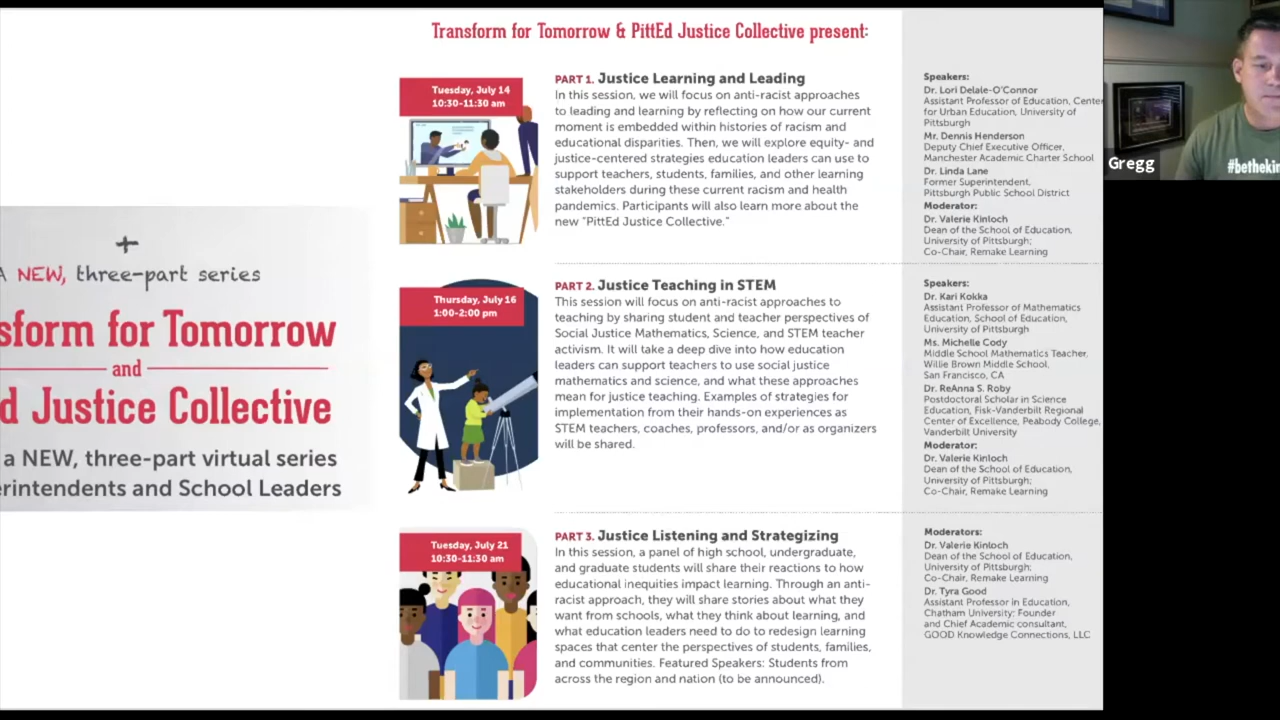 Transform for Tomorrow & PittEd Justice Collective present:
A NEW, three-part series
sform for Tomorrow
and
d Justice Collective
a NEW, three-part virtual series
erintendents and School Leaders
Tuesday, July 14
10:30-11:30 am
PART 1. Justice Learning and Leading
In this session, we will focus on anti-racist approaches
to leading and learning by reflecting on how our current
moment is embedded within histories of racism and
educational disparities. Then, we will explore equity- and
justice-centered strategies education leaders can use to
support teachers, students, families, and other learning
stakeholders during these current racism and health
pandemics. Participants will also learn more about the
new "PittEd Justice Collective."
Speakers:
Dr. Lori Delale-O'Connor
Assistant Professor of Education, Center
for Urban Education, University of
Pittsburgh
Mr. Dennis Henderson
Deputy Chief Executive Officer,
Manchester Academic Charter School
Dr. Linda Lane
Former Superintendent,
Pittsburgh Public School District
Moderator:
Dr. Valerie Kinloch
Dean of the School of Education,
University of Pittsburgh;
Co-Chair, Remake Learning
Thursday, July 16
1:00-2:00 pm
PART 2. Justice Teaching in STEM
This session will focus on anti-racist approaches to
teaching by sharing student and teacher perspectives of
Social Justice Mathematics, Science, and STEM teacher
activism. It will take a deep dive into how education
leaders can support teachers to use social justice
mathematics and science, and what these approaches
mean for justice teaching. Examples of strategies for
implementation from their hands-on experiences as
STEM teachers, coaches, professors, and/or as organizers
will be shared.
Speakers:
Dr. Kari Kokka
Assistant Professor of Mathematics
Education, School of Education,
University of Pittsburgh
Ms. Michelle Cody
Middle School Mathematics Teacher,
Willie Brown Middle School,
San Francisco, CA
Dr. ReAnna S. Roby
Postdoctoral Scholar in Science
Education, Fisk-Vanderbilt Regional
Center of Excellence, Peabody College,
Vanderbilt University
Moderator:
Dr. Valerie Kinloch
Dean of the School of Education,
University of Pittsburgh;
Co-Chair, Remake Learning
Tuesday, July 21
10:30-11:30 am
PART 3. Justice Listening and Strategizing
In this session, a panel of high school, undergraduate,
and graduate students will share their reactions to how
educational inequities impact learning. Through an anti-
racist approach, they will share stories about what they
want from schools, what they think about learning, and
what education leaders need to do to redesign learning
spaces that center the perspectives of students, families,
and communities. Featured Speakers: Students from
across the region and nation (to be announced).
Moderators:
Dr. Valerie Kinloch
Dean of the School of Education,
University of Pittsburgh;
Co-Chair, Remake Learning
Dr. Tyra Good
Assistant Professor in Education,
Chatham University; Founder
and Chief Academic consultant,
GOOD Knowledge Connections, LLC
Gregg
#bethekin